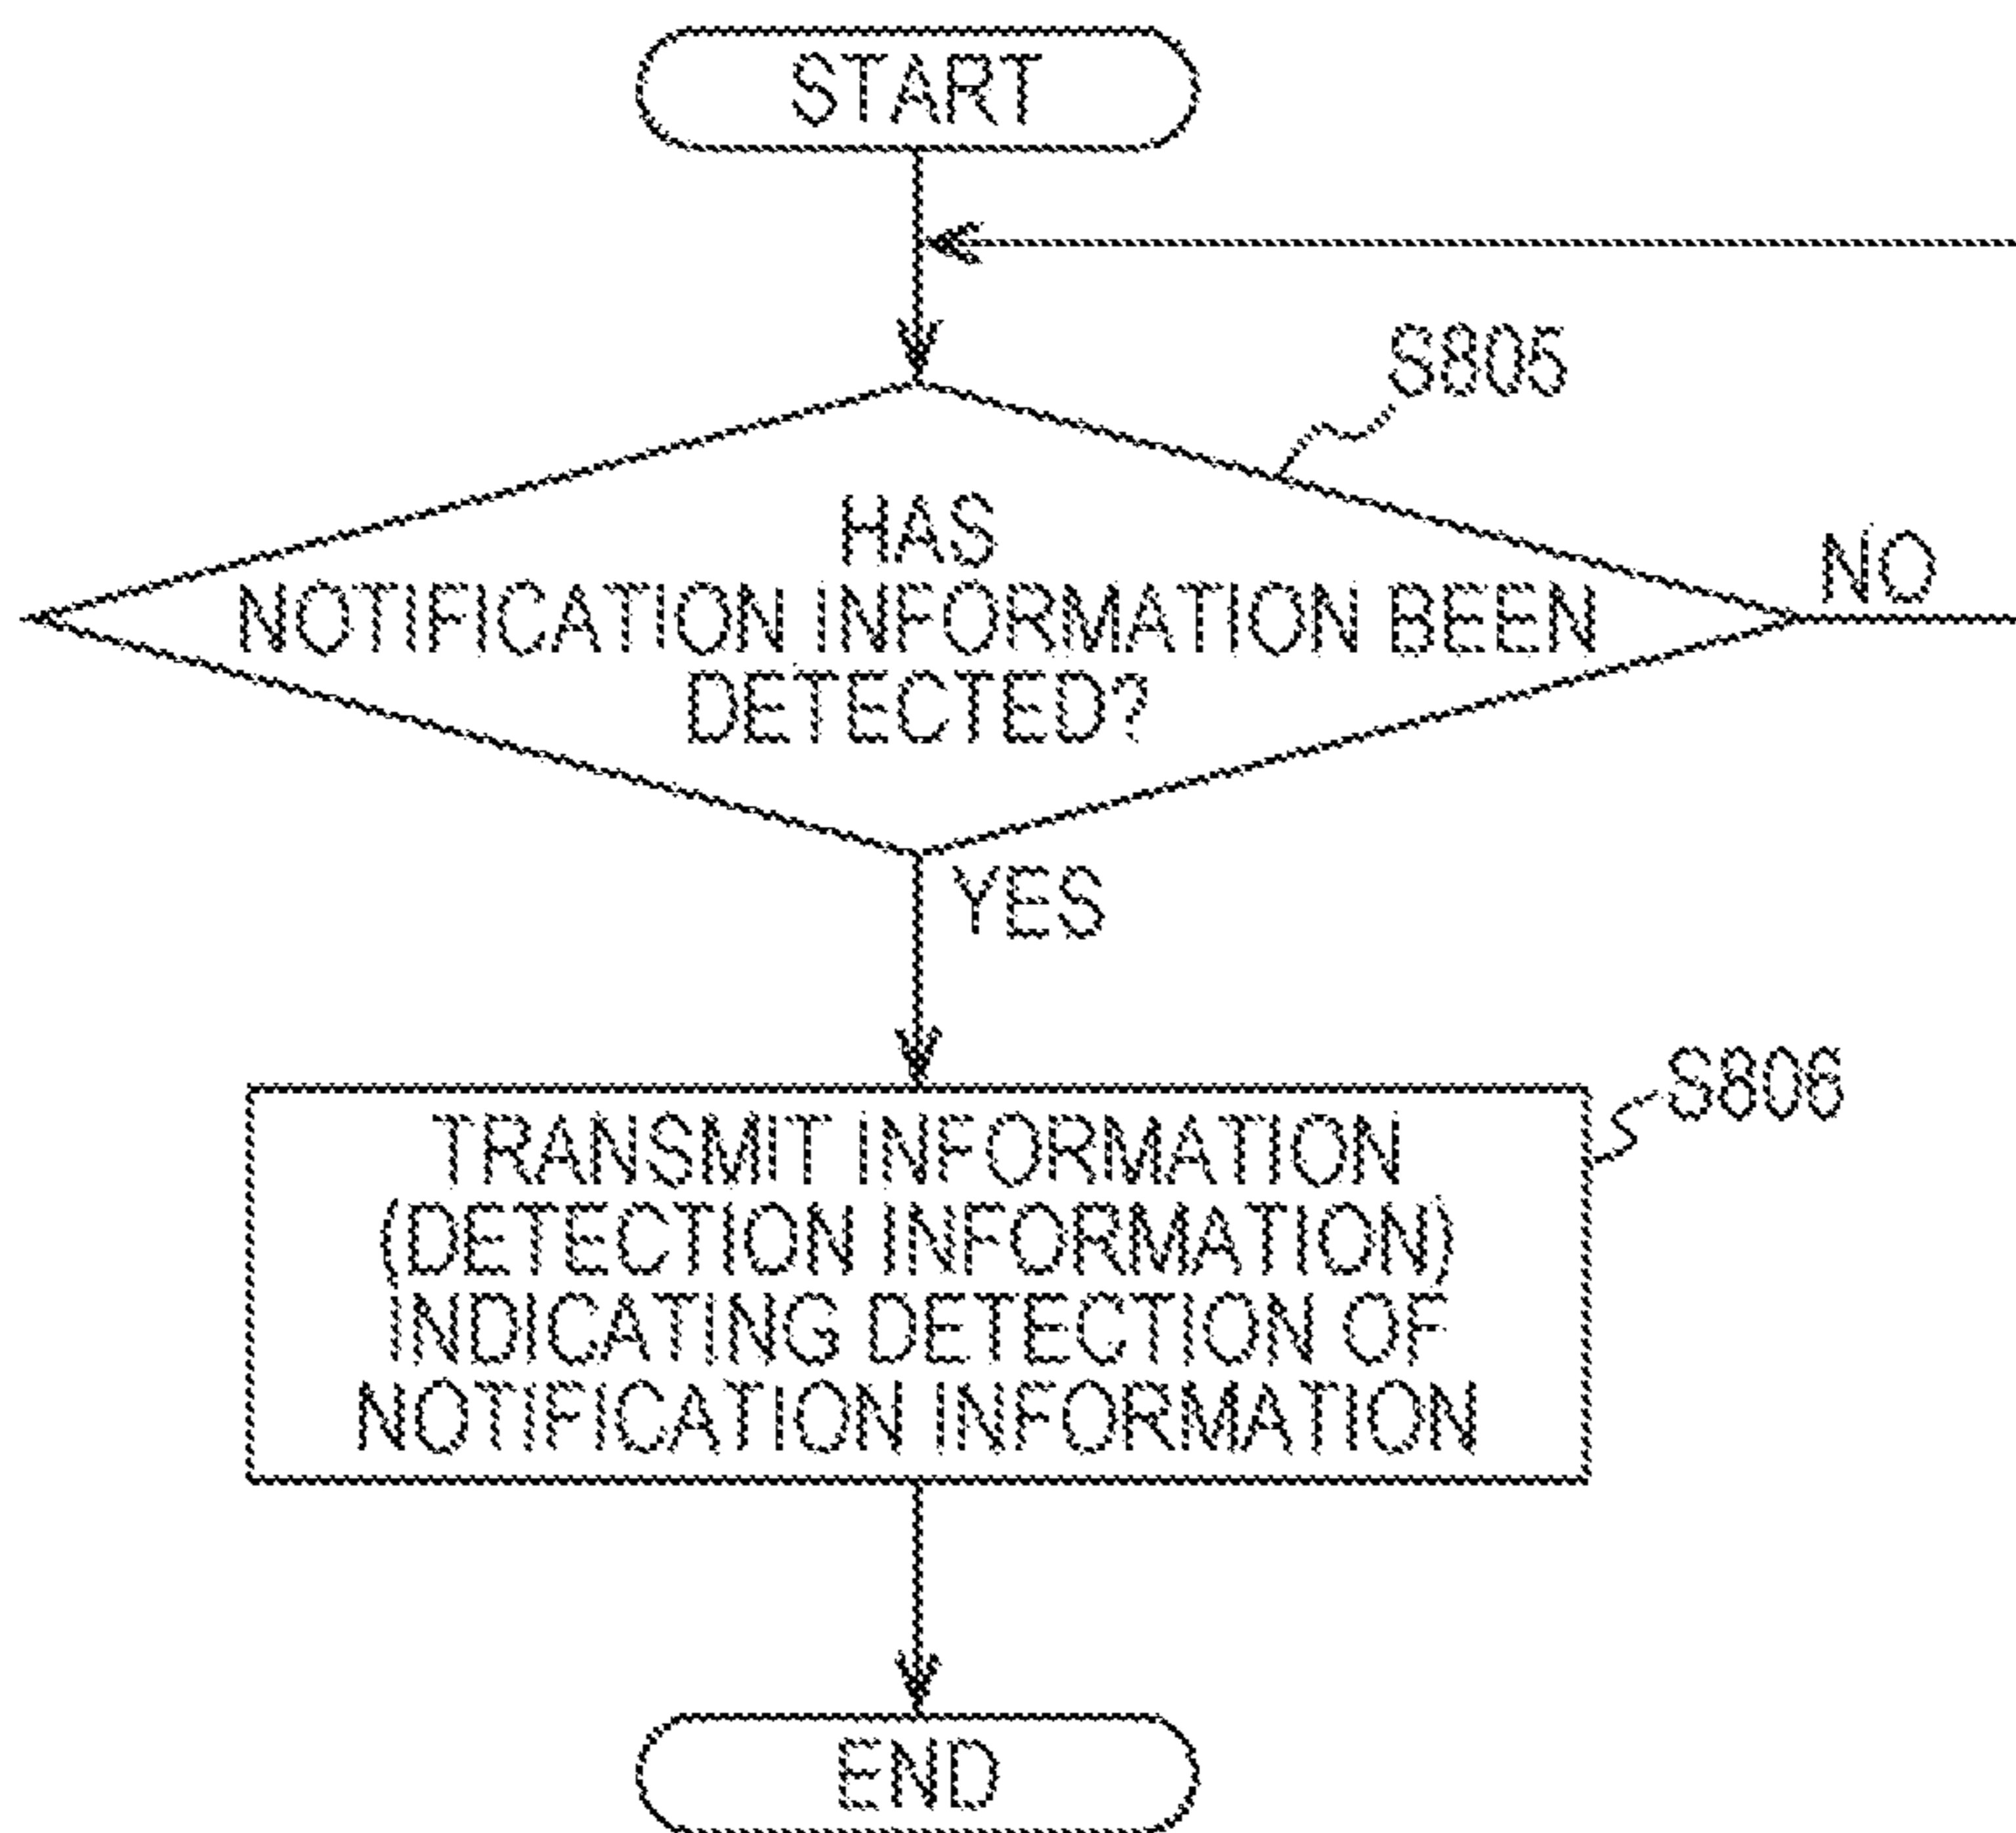 START
S805
HAS
NOTIFICATION INFORMATION BEEN
DETECTED?
NO
YES
S806
TRANSMIT INFORMATION
(DETECTION INFORMATION)
INDICATING DETECTION OF
NOTIFICATION INFORMATION
END